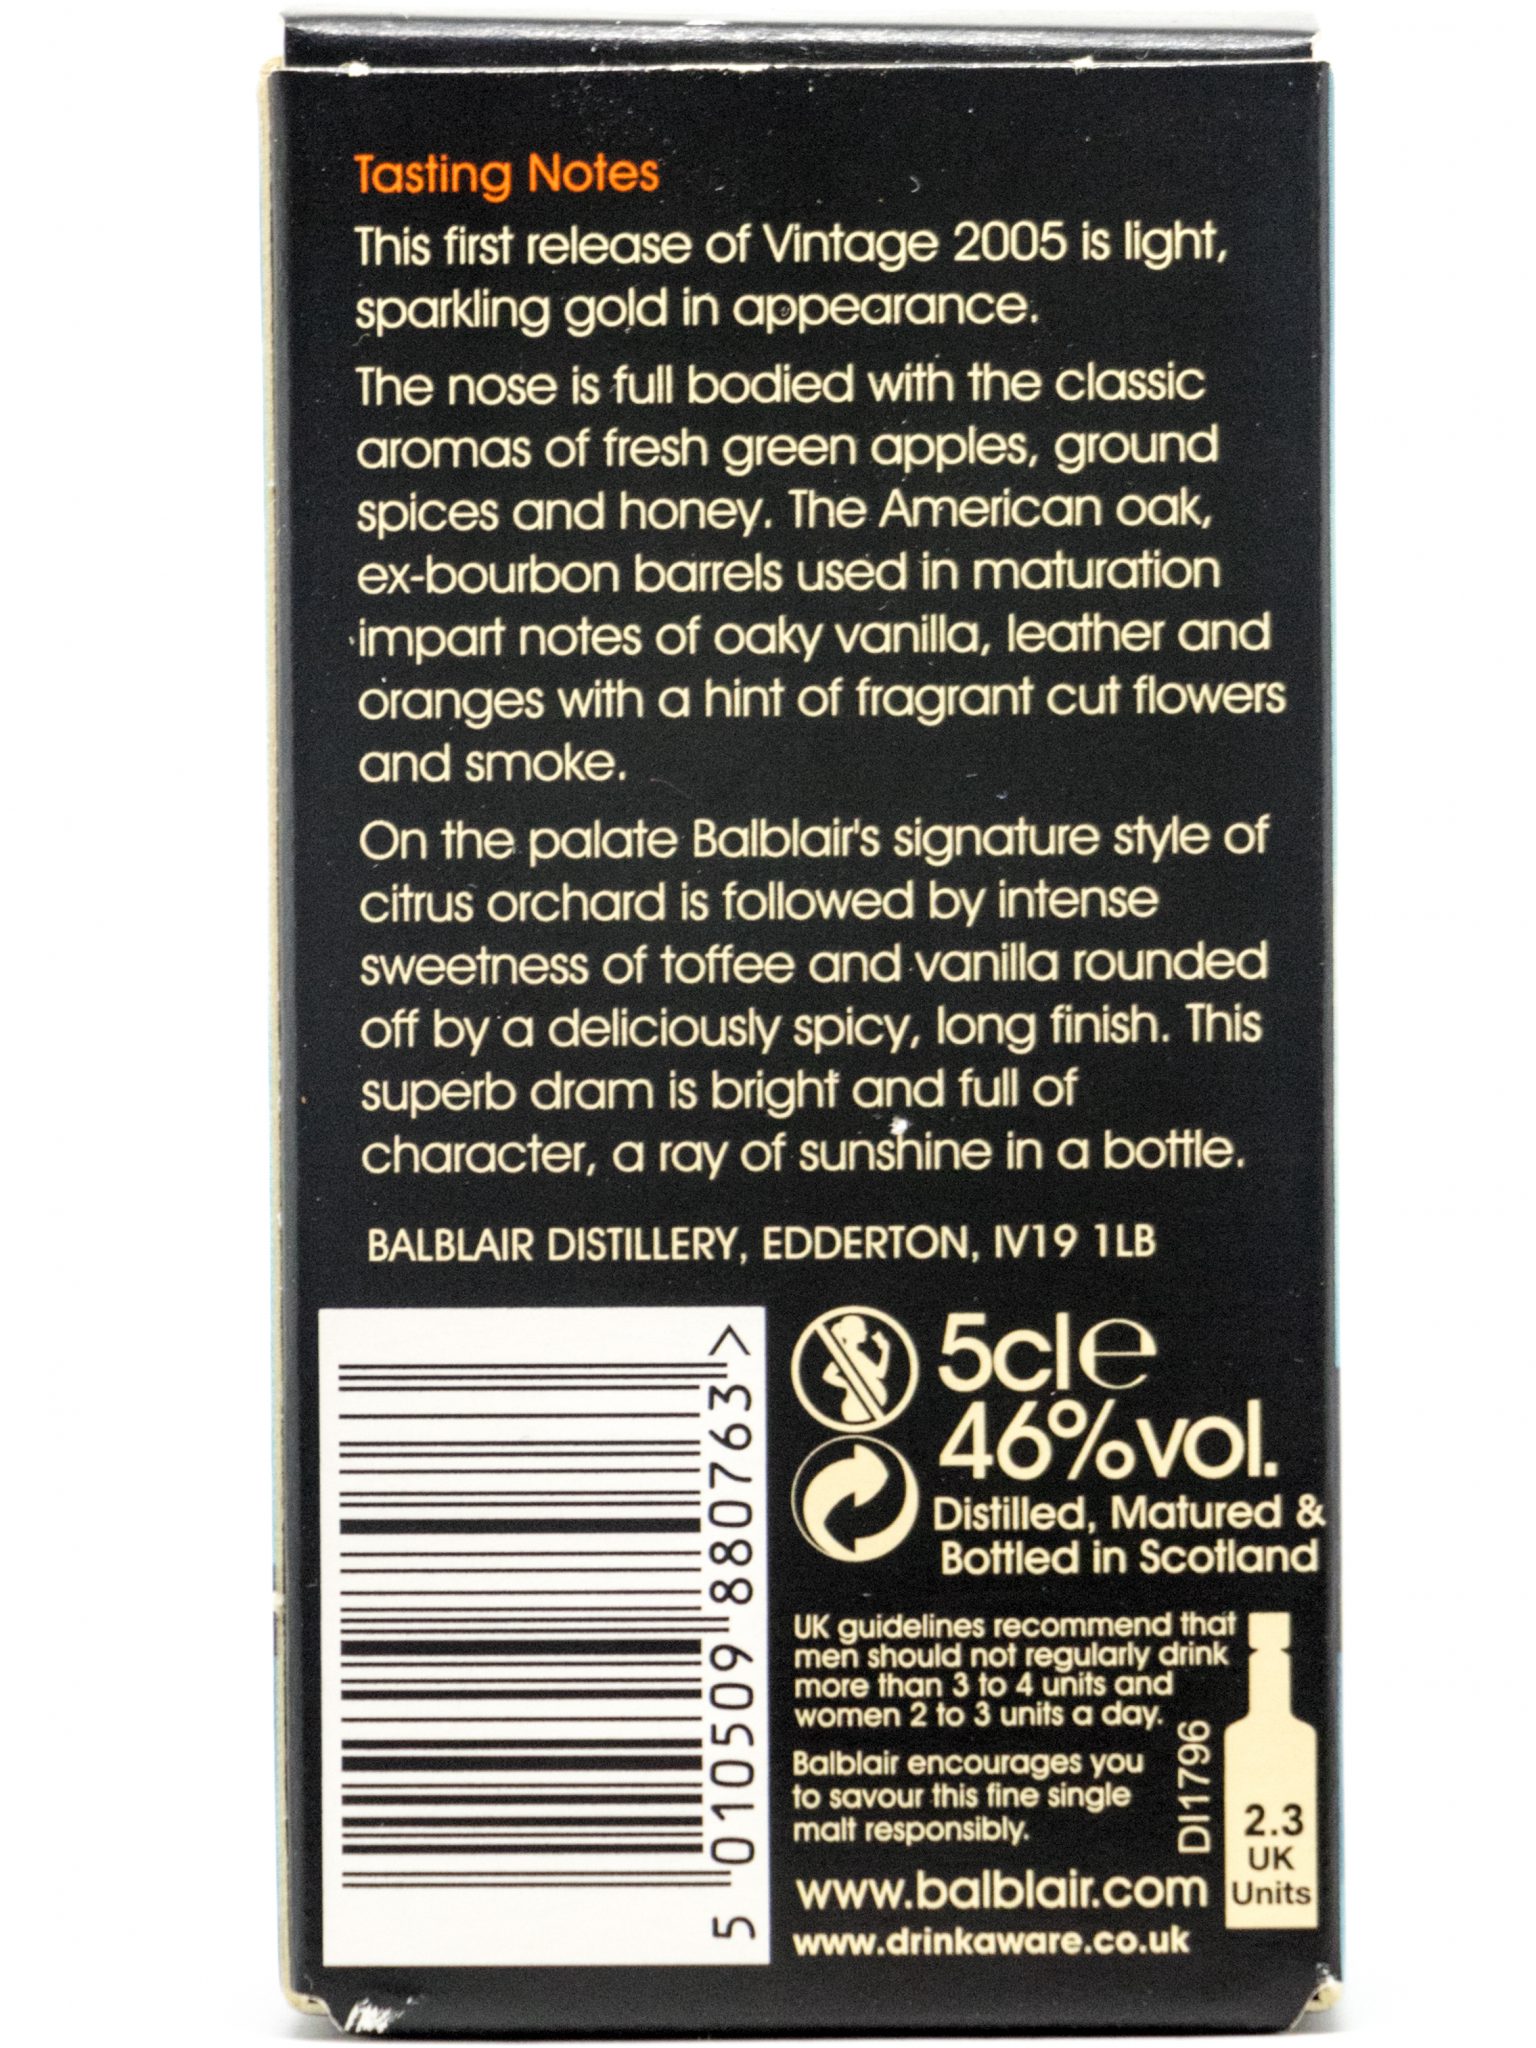 Tasting Notes
This first release of Vintage 2005 is light,
sparkling gold in appearance.
The nose is full bodied with the classic
aromas of fresh green apples, ground
spices and honey. The American oak,
ex-bourbon barrels used in maturation
impart notes of oaky vanilla, leather and
oranges with a hint of fragrant cut flowers
and smoke.
On the palate Balblair's signature style of
citrus orchard is followed by intense
sweetness of toffee and vanilla rounded
off by a deliciously spicy, long finish. This
superb dram is bright and full of
character, a ray of sunshine in a bottle.
BALBLAIR DISTILLERY, EDDERTON, IV19 1LB
5 010509 880763 >
5cl e
46%vol.
Distilled, Matured &
Bottled in Scotland
UK guidelines recommend that
men should not regularly drink
more than 3 to 4 units and
women 2 to 3 units a day.
Balblair encourages you
to savour this fine single
malt responsibly.
DI1796
www.balblair.com
www.drinkaware.co.uk
2.3
UK
Units